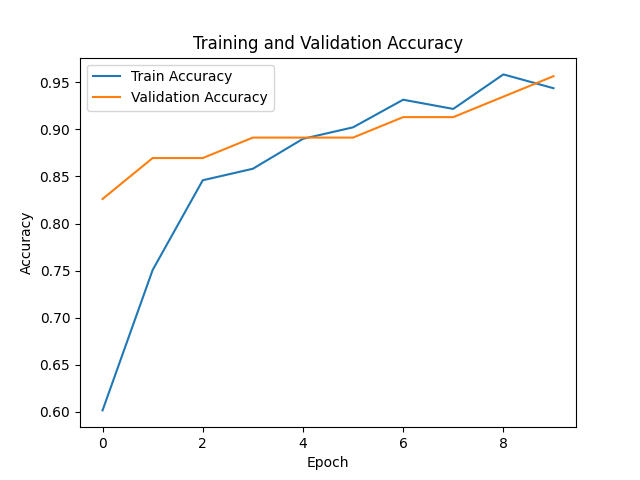 Training and Validation Accuracy
Train Accuracy
Validation Accuracy
Accuracy
0.95
0.90
0.85
0.80
0.75
0.70
0.65
0.60
0 2 4 6 8
Epoch